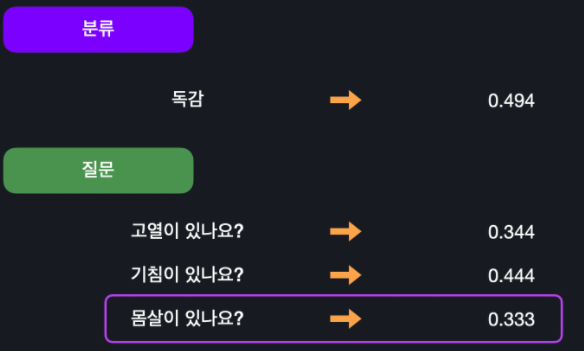 분류
독감 → 0.494
질문
고열이 있나요? → 0.344
기침이 있나요? → 0.444
몸살이 있나요? → 0.333